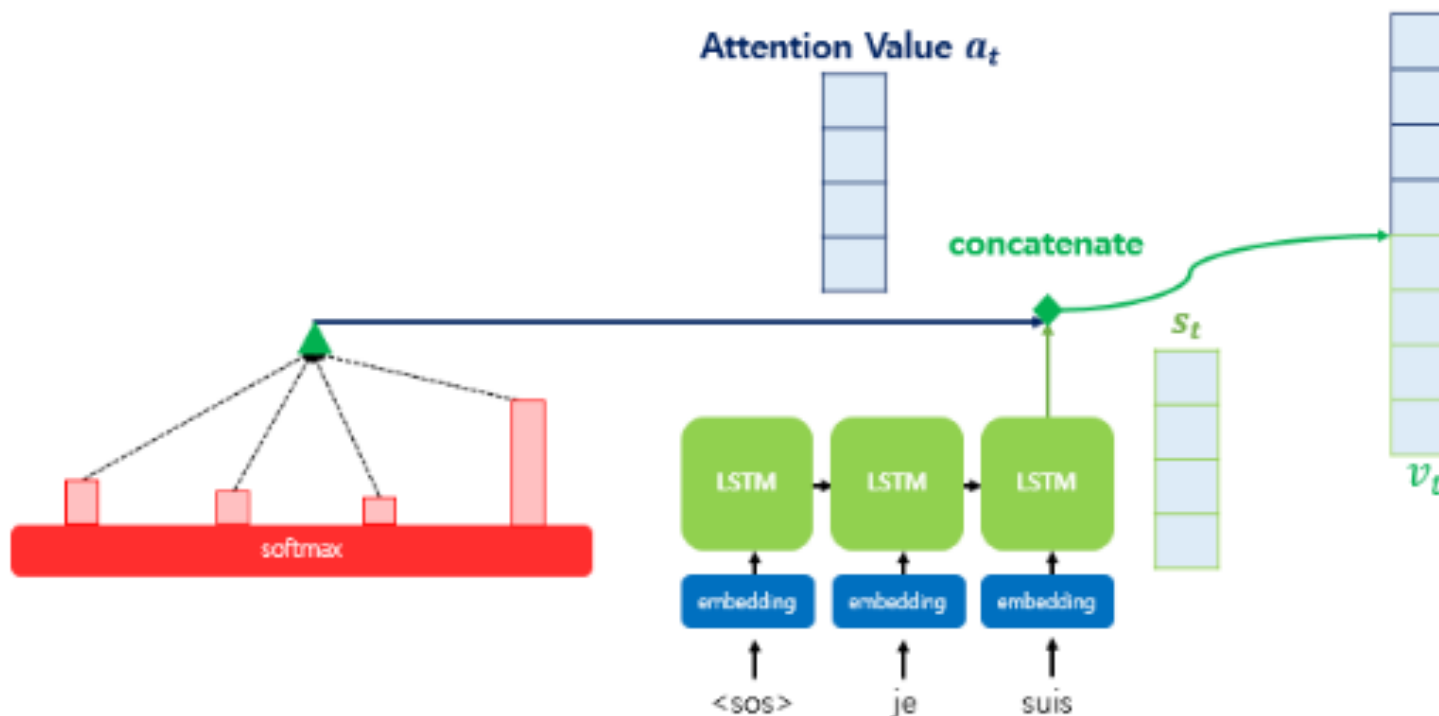 Attention Value a_t
concatenate
s_t
LSTM LSTM LSTM
softmax
embedding embedding embedding
v_t
<sos> je suis